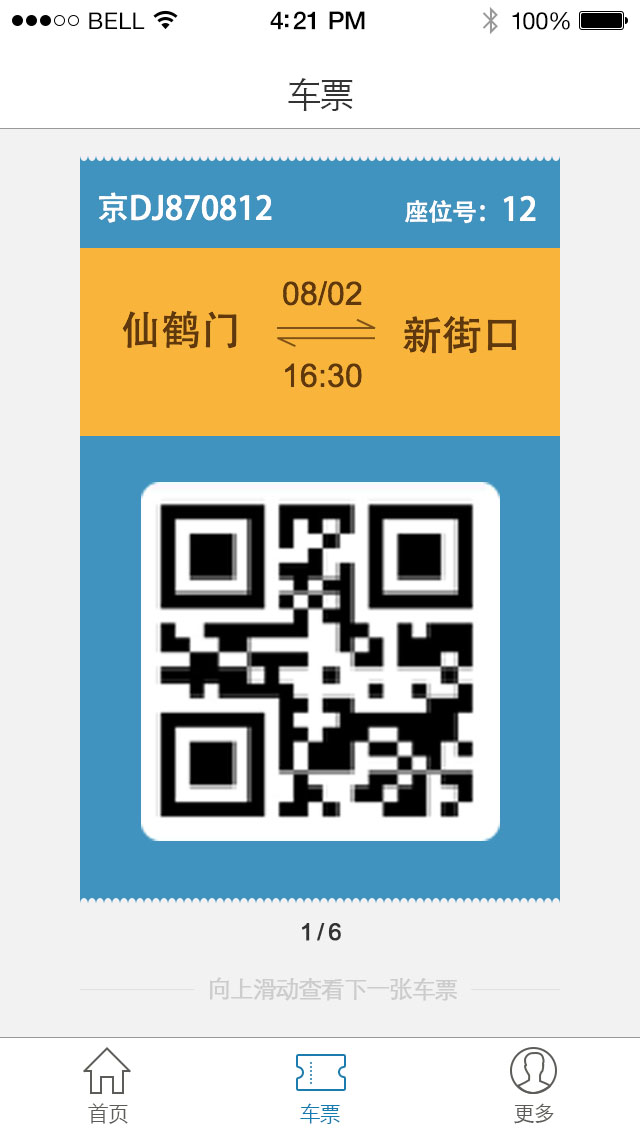 BELL 4:21 PM 100%
车票
京DJ870812 座位号：12
08/02
仙鹤门 新街口
16:30
1/6
向上滑动查看下一张车票
首页 车票 更多